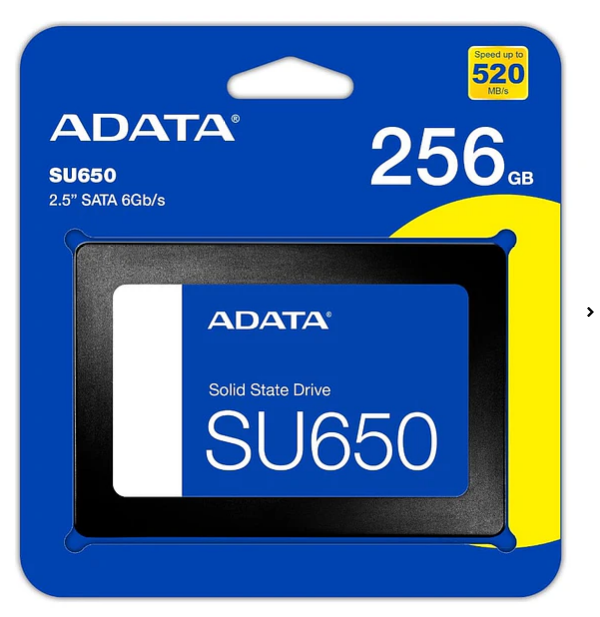 Speed up to
520
MB/s
ADATA®
256GB
SU650
2.5” SATA 6Gb/s
ADATA®
Solid State Drive
SU650